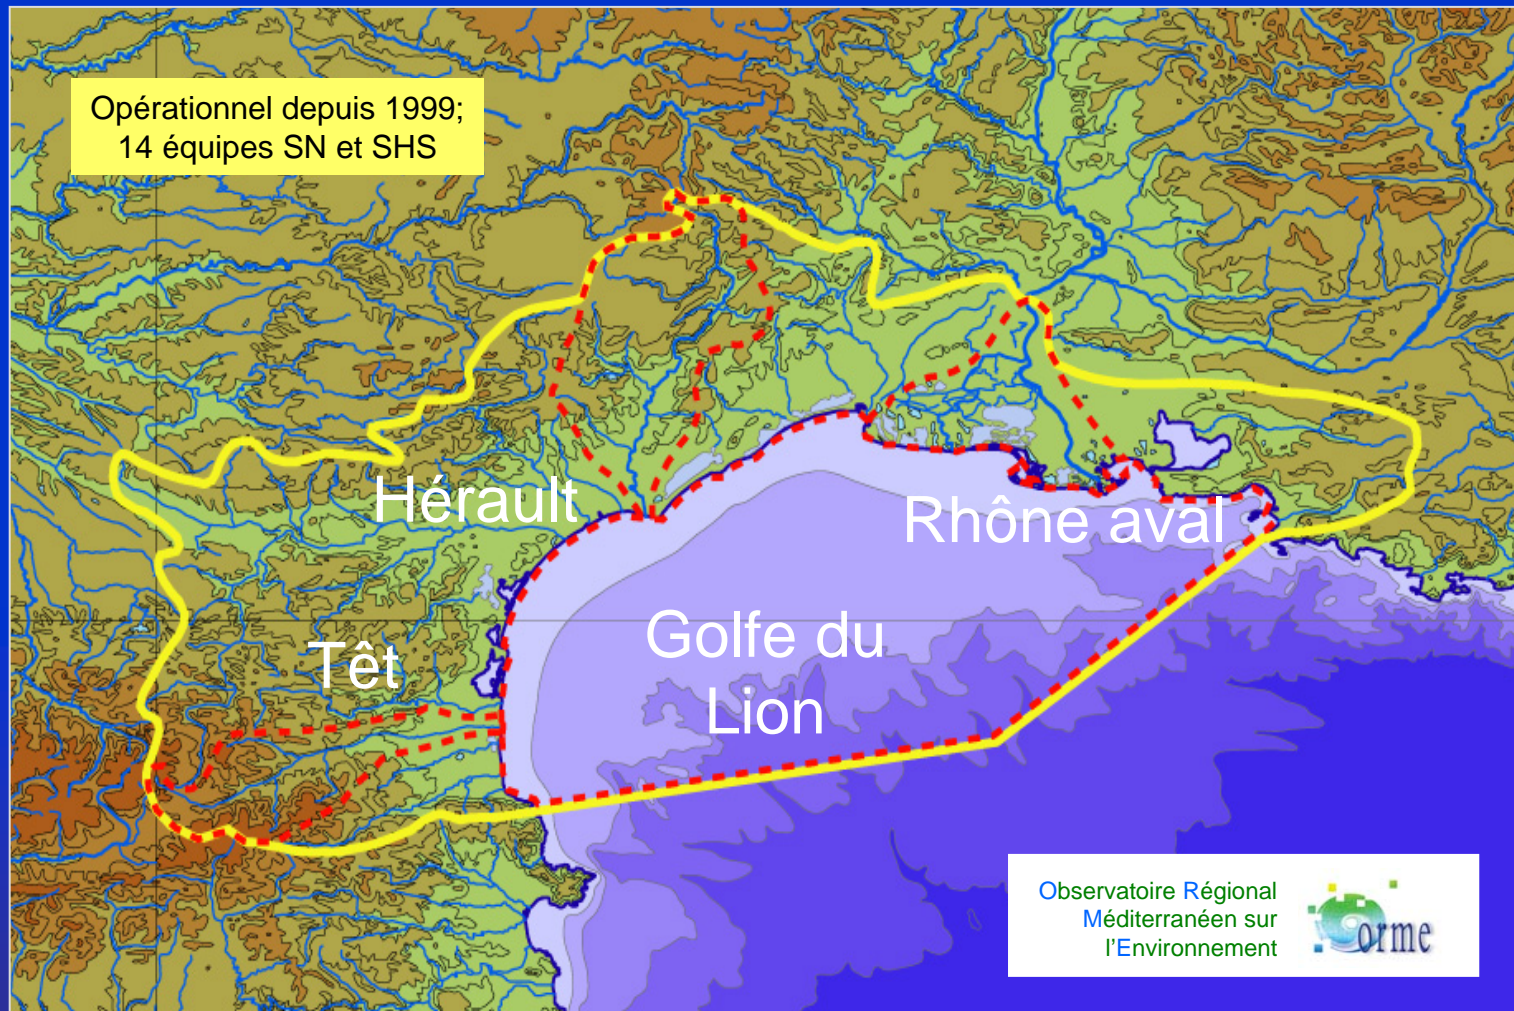 Opérationnel depuis 1999;
14 équipes SN et SHS
Rhône
Hérault
Rhône aval
Têt
Golfe du
Lion
Observatoire Régional
Méditerranéen sur
l'Environnement
orme